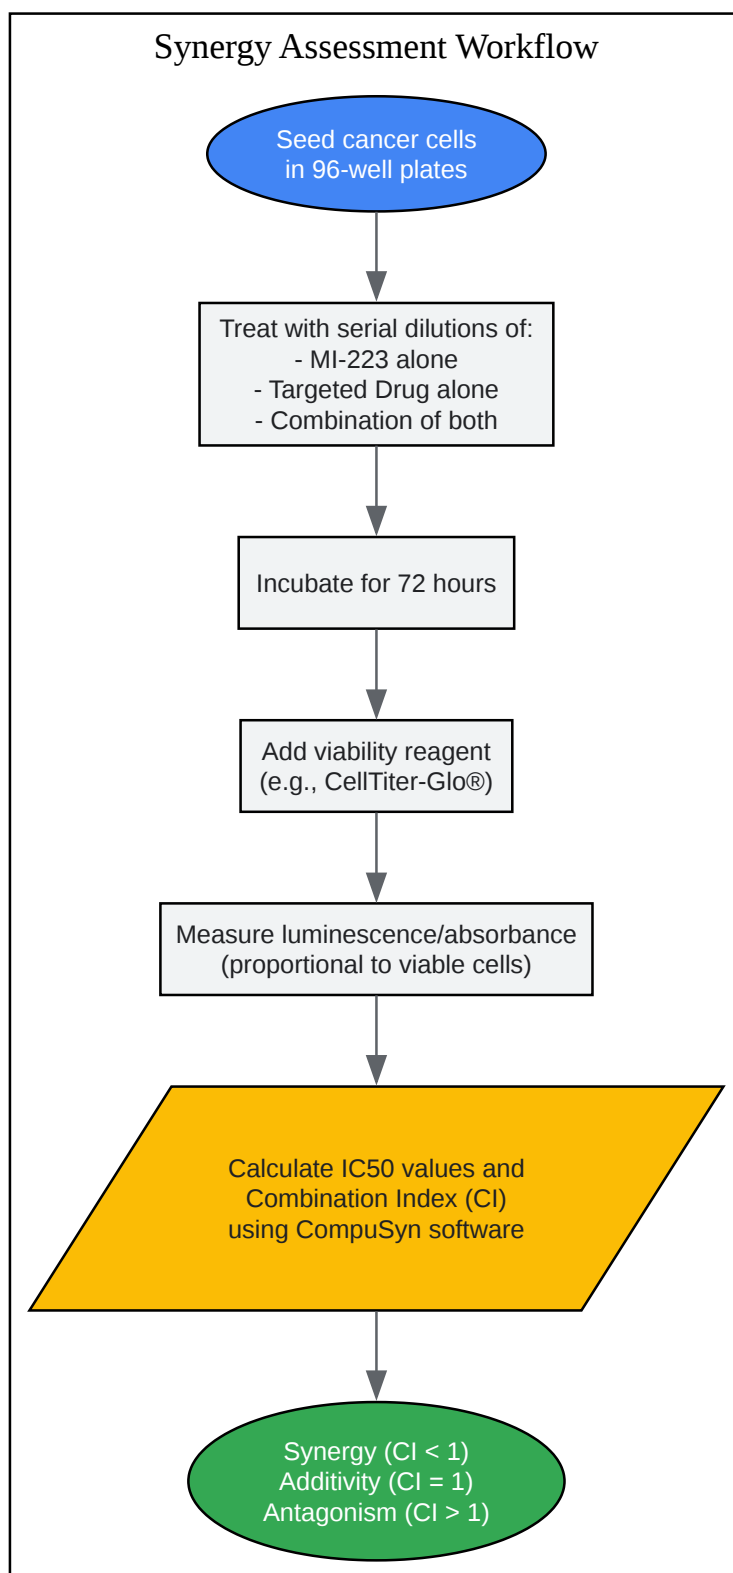 Synergy Assessment Workflow
Seed cancer cells
in 96-well plates
Treat with serial dilutions of:
- MI-223 alone
- Targeted Drug alone
- Combination of both
Incubate for 72 hours
Add viability reagent
(e.g., CellTiter-Glo®)
Measure luminescence/absorbance
(proportional to viable cells)
Calculate IC50 values and
Combination Index (CI)
using CompuSyn software
Synergy (CI < 1)
Additivity (CI = 1)
Antagonism (CI > 1)